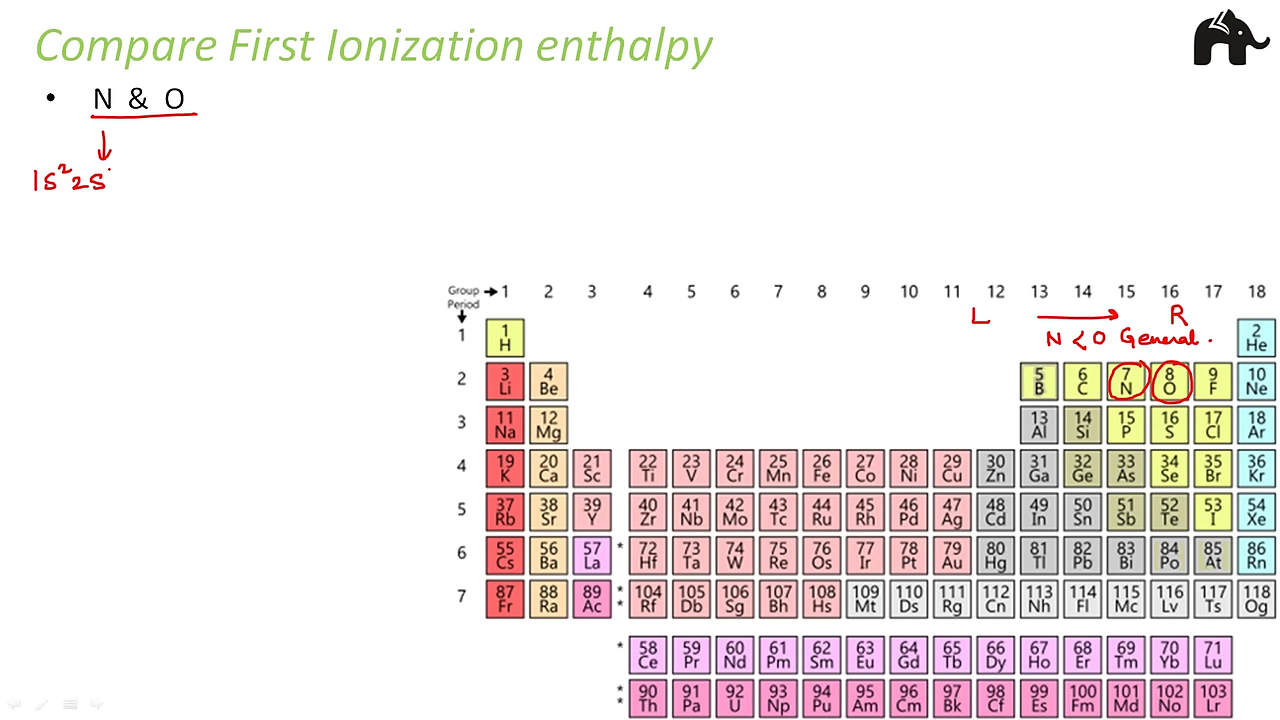 Compare First Ionization enthalpy
• N & O
1s² 2s
Group → 1 2 3 4 5 6 7 8 9 10 11 12 13 14 15 16 17 18
Period
L → R
N < O General.
1 1 H 2 He
2 3 Li 4 Be 5 B 6 C 7 N 8 O 9 F 10 Ne
3 11 Na 12 Mg 13 Al 14 Si 15 P 16 S 17 Cl 18 Ar
4 19 K 20 Ca 21 Sc 22 Ti 23 V 24 Cr 25 Mn 26 Fe 27 Co 28 Ni 29 Cu 30 Zn 31 Ga 32 Ge 33 As 34 Se 35 Br 36 Kr
5 37 Rb 38 Sr 39 Y 40 Zr 41 Nb 42 Mo 43 Tc 44 Ru 45 Rh 46 Pd 47 Ag 48 Cd 49 In 50 Sn 51 Sb 52 Te 53 I 54 Xe
6 55 Cs 56 Ba 57 La * 72 Hf 73 Ta 74 W 75 Re 76 Os 77 Ir 78 Pt 79 Au 80 Hg 81 Tl 82 Pb 83 Bi 84 Po 85 At 86 Rn
7 87 Fr 88 Ra 89 Ac * * 104 Rf 105 Db 106 Sg 107 Bh 108 Hs 109 Mt 110 Ds 111 Rg 112 Cn 113 Nh 114 Fl 115 Mc 116 Lv 117 Ts 118 Og
* 58 Ce 59 Pr 60 Nd 61 Pm 62 Sm 63 Eu 64 Gd 65 Tb 66 Dy 67 Ho 68 Er 69 Tm 70 Yb 71 Lu
* * 90 Th 91 Pa 92 U 93 Np 94 Pu 95 Am 96 Cm 97 Bk 98 Cf 99 Es 100 Fm 101 Md 102 No 103 Lr